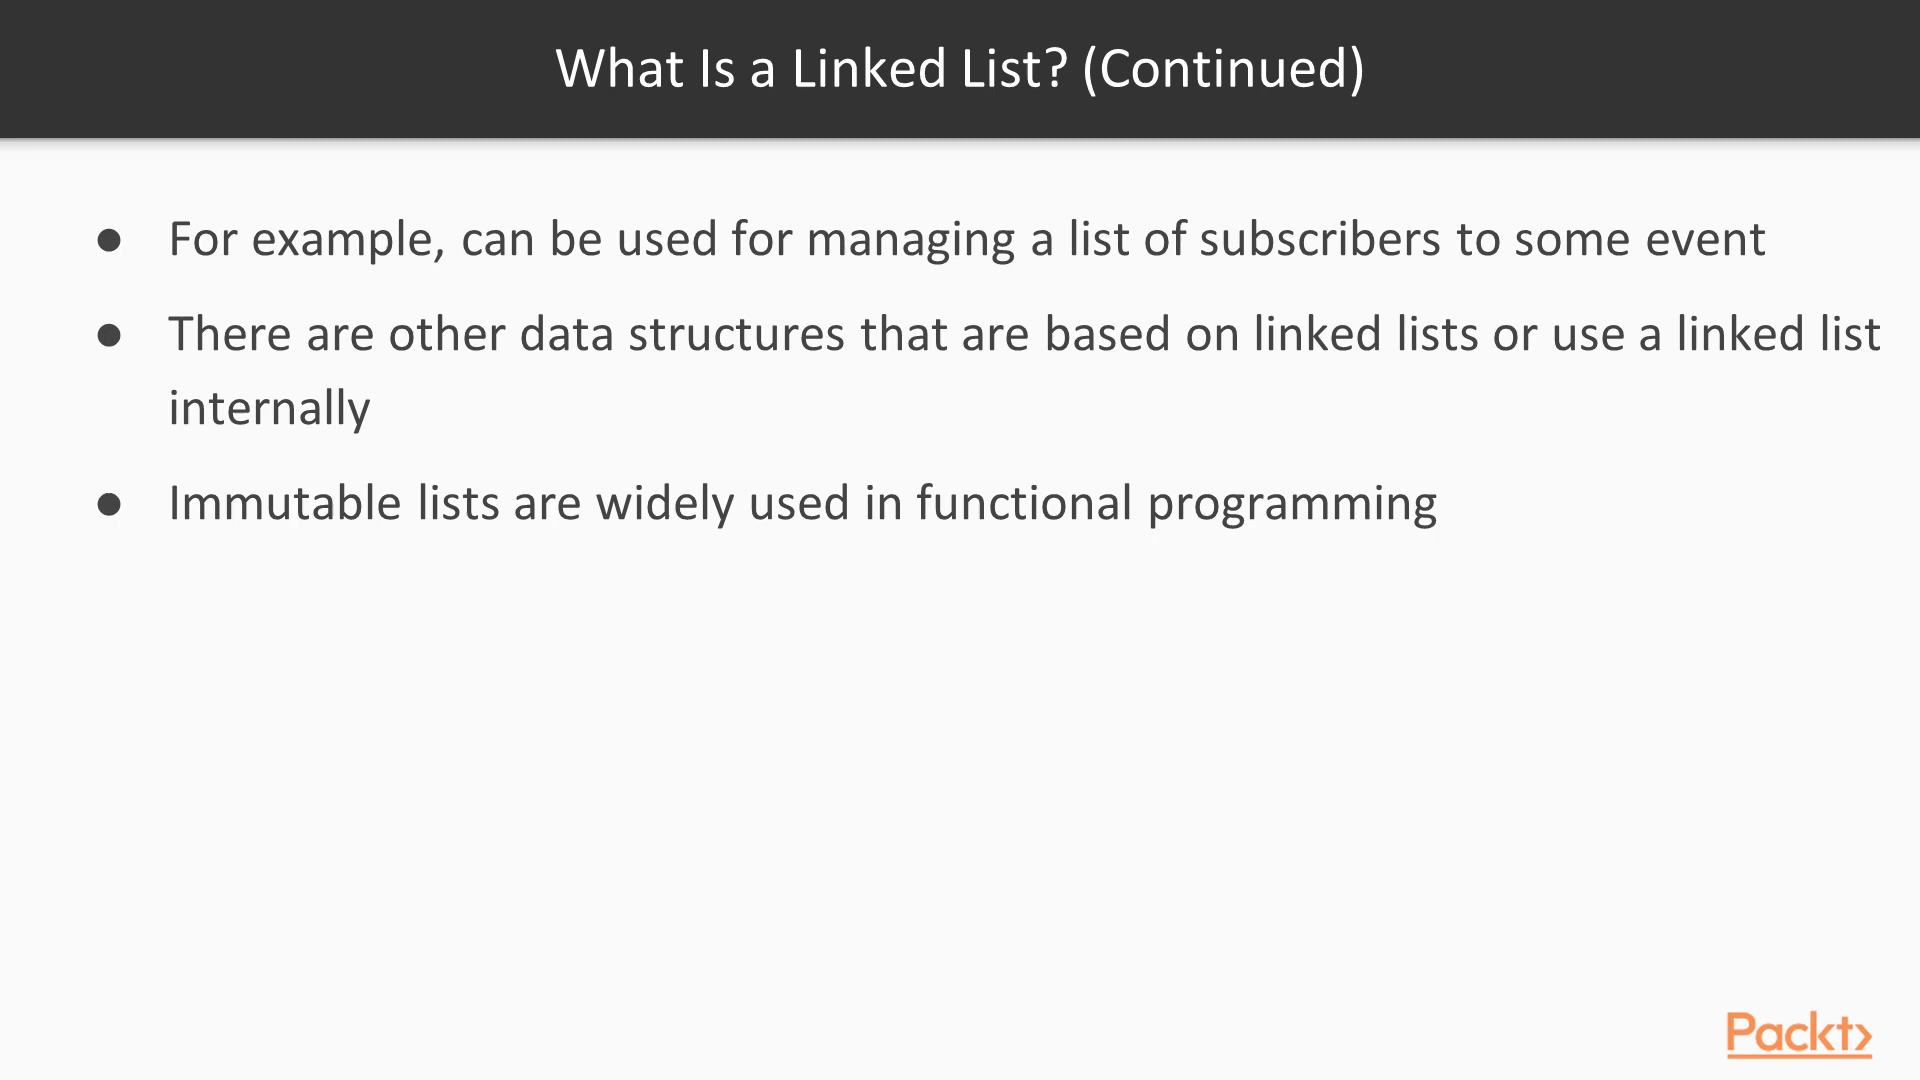 What Is a Linked List? (Continued)
● For example, can be used for managing a list of subscribers to some event
● There are other data structures that are based on linked lists or use a linked list
internally
● Immutable lists are widely used in functional programming
Packt>